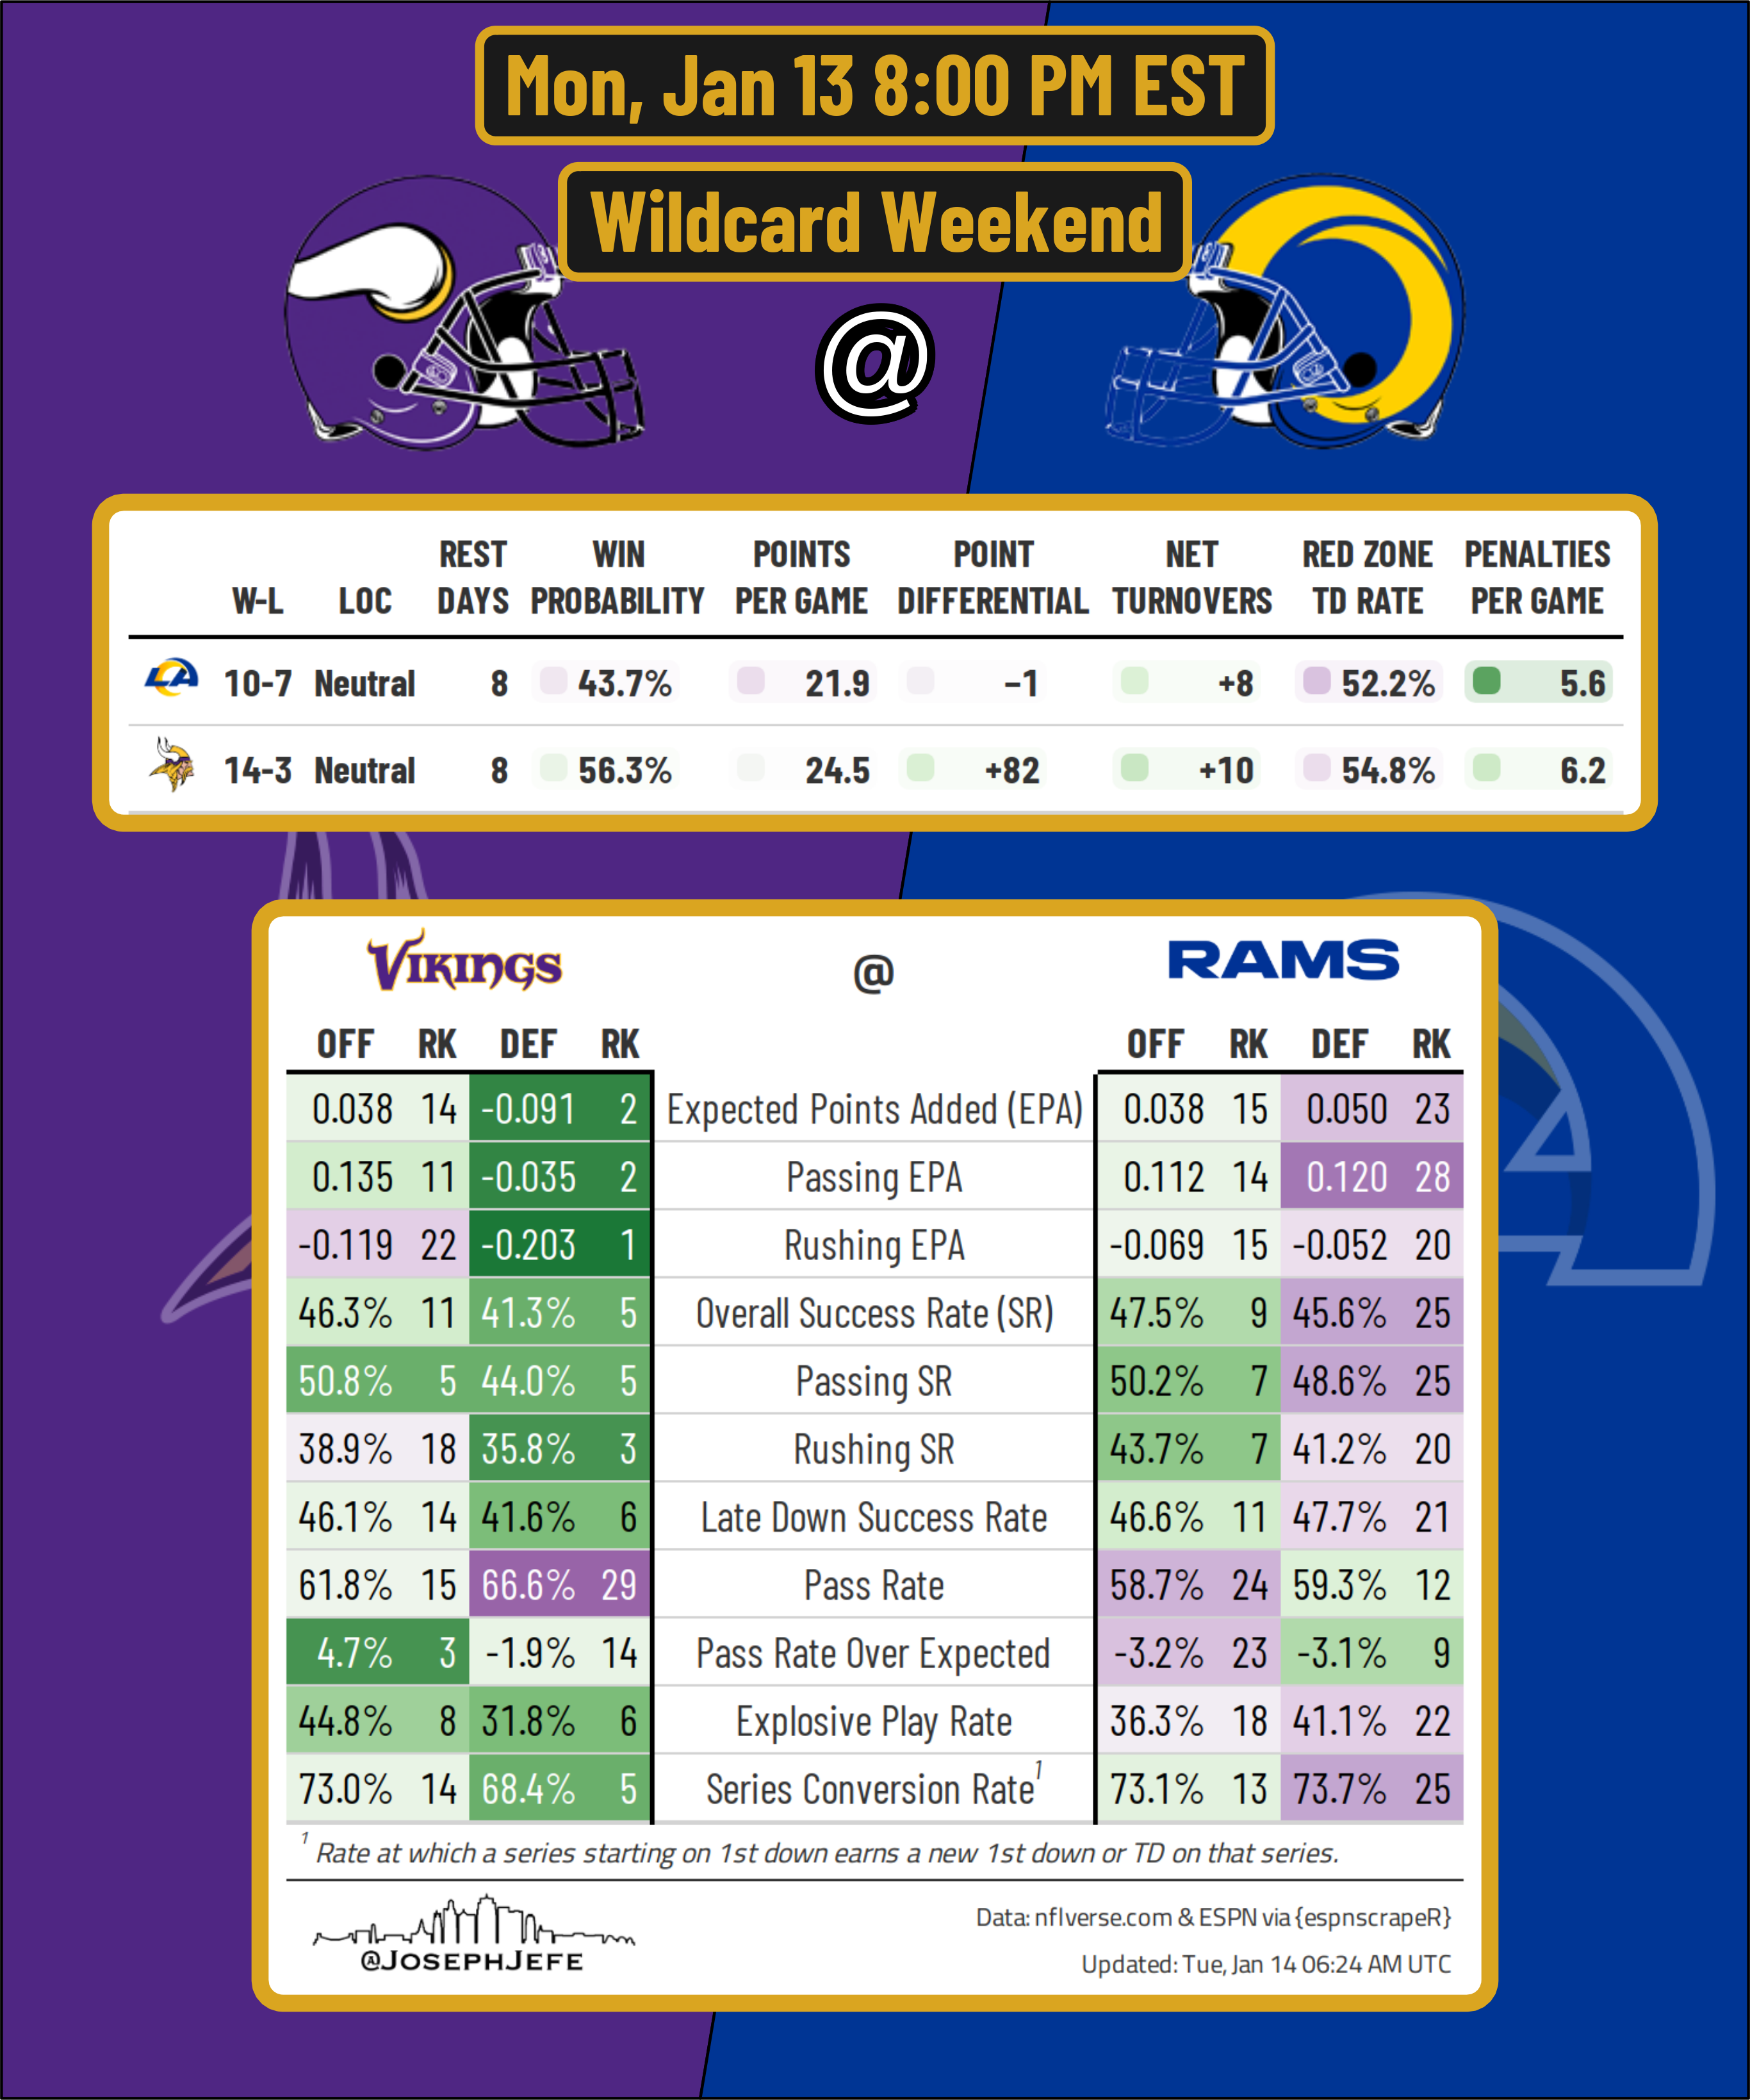 Mon, Jan 13 8:00 PM EST
Wildcard Weekend
@
W-L LOC REST DAYS WIN PROBABILITY POINTS PER GAME POINT DIFFERENTIAL NET TURNOVERS RED ZONE TD RATE PENALTIES PER GAME
LA 10-7 Neutral 8 43.7% 21.9 −1 +8 52.2% 5.6
14-3 Neutral 8 56.3% 24.5 +82 +10 54.8% 6.2
VIKINGS @ RAMS
OFF RK DEF RK OFF RK DEF RK
0.038 14 -0.091 2 Expected Points Added (EPA) 0.038 15 0.050 23
0.135 11 -0.035 2 Passing EPA 0.112 14 0.120 28
-0.119 22 -0.203 1 Rushing EPA -0.069 15 -0.052 20
46.3% 11 41.3% 5 Overall Success Rate (SR) 47.5% 9 45.6% 25
50.8% 5 44.0% 5 Passing SR 50.2% 7 48.6% 25
38.9% 18 35.8% 3 Rushing SR 43.7% 7 41.2% 20
46.1% 14 41.6% 6 Late Down Success Rate 46.6% 11 47.7% 21
61.8% 15 66.6% 29 Pass Rate 58.7% 24 59.3% 12
4.7% 3 -1.9% 14 Pass Rate Over Expected -3.2% 23 -3.1% 9
44.8% 8 31.8% 6 Explosive Play Rate 36.3% 18 41.1% 22
73.0% 14 68.4% 5 Series Conversion Rate1 73.1% 13 73.7% 25
1 Rate at which a series starting on 1st down earns a new 1st down or TD on that series.
@JOSEPHJEFE
Data: nflverse.com & ESPN via {espnscrapeR}
Updated: Tue, Jan 14 06:24 AM UTC